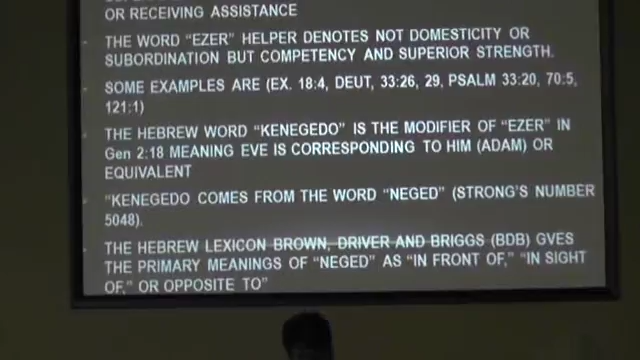 OR RECEIVING ASSISTANCE
THE WORD "EZER" HELPER DENOTES NOT DOMESTICITY OR
SUBORDINATION BUT COMPETENCY AND SUPERIOR STRENGTH.
SOME EXAMPLES ARE (EX. 18:4, DEUT, 33:26, 29, PSALM 33:20, 70:5,
121:1)
THE HEBREW WORD "KENEGEDO" IS THE MODIFIER OF "EZER" IN
Gen 2:18 MEANING EVE IS CORRESPONDING TO HIM (ADAM) OR
EQUIVALENT
"KENEGEDO COMES FROM THE WORD "NEGED" (STRONG'S NUMBER
5048).
THE HEBREW LEXICON BROWN, DRIVER AND BRIGGS (BDB) GVES
THE PRIMARY MEANINGS OF "NEGED" AS "IN FRONT OF," "IN SIGHT
OF," OR OPPOSITE TO"